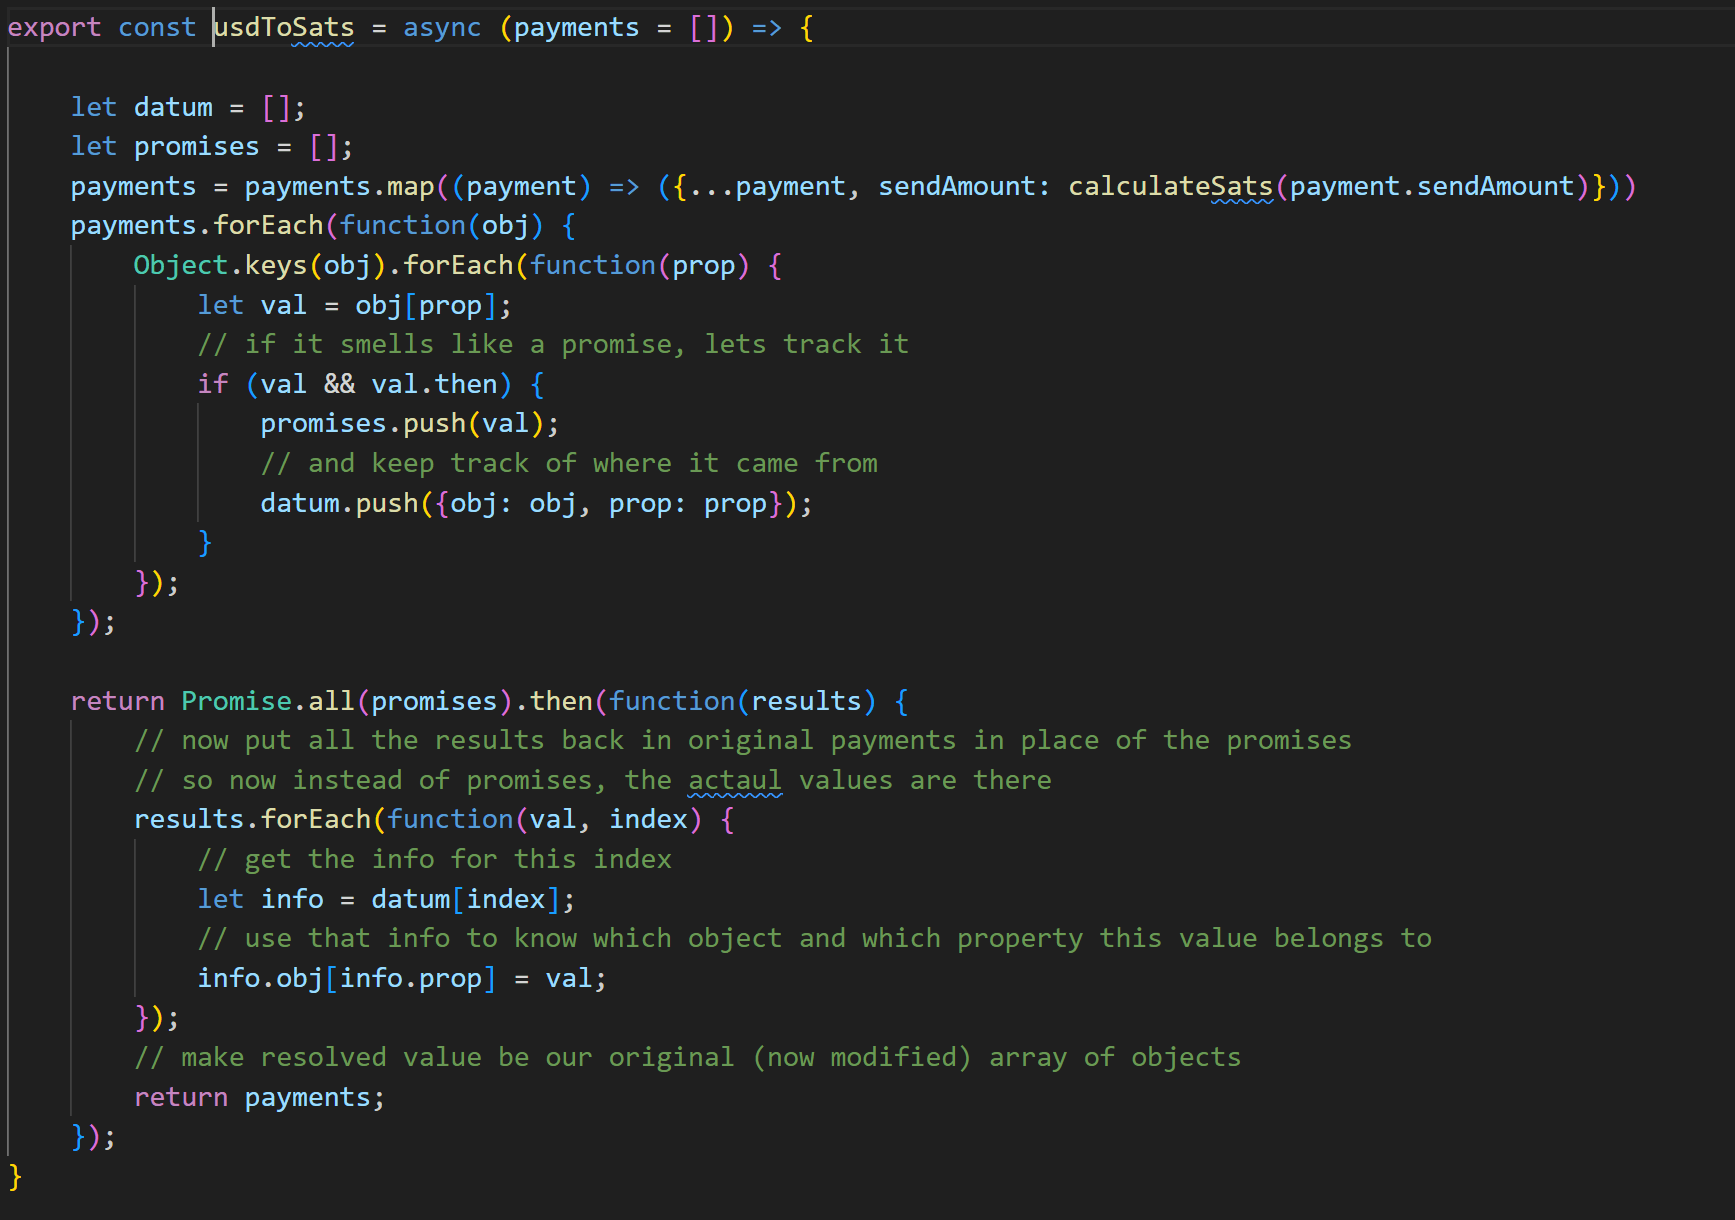 export const usdToSats = async (payments = []) => {
let datum = [];
let promises = [];
payments = payments.map((payment) => ({...payment, sendAmount: calculateSats(payment.sendAmount)}))
payments.forEach(function(obj) {
Object.keys(obj).forEach(function(prop) {
let val = obj[prop];
// if it smells like a promise, lets track it
if (val && val.then) {
promises.push(val);
// and keep track of where it came from
datum.push({obj: obj, prop: prop});
}
});
});
return Promise.all(promises).then(function(results) {
// now put all the results back in original payments in place of the promises
// so now instead of promises, the actaul values are there
results.forEach(function(val, index) {
// get the info for this index
let info = datum[index];
// use that info to know which object and which property this value belongs to
info.obj[info.prop] = val;
});
// make resolved value be our original (now modified) array of objects
return payments;
});
}